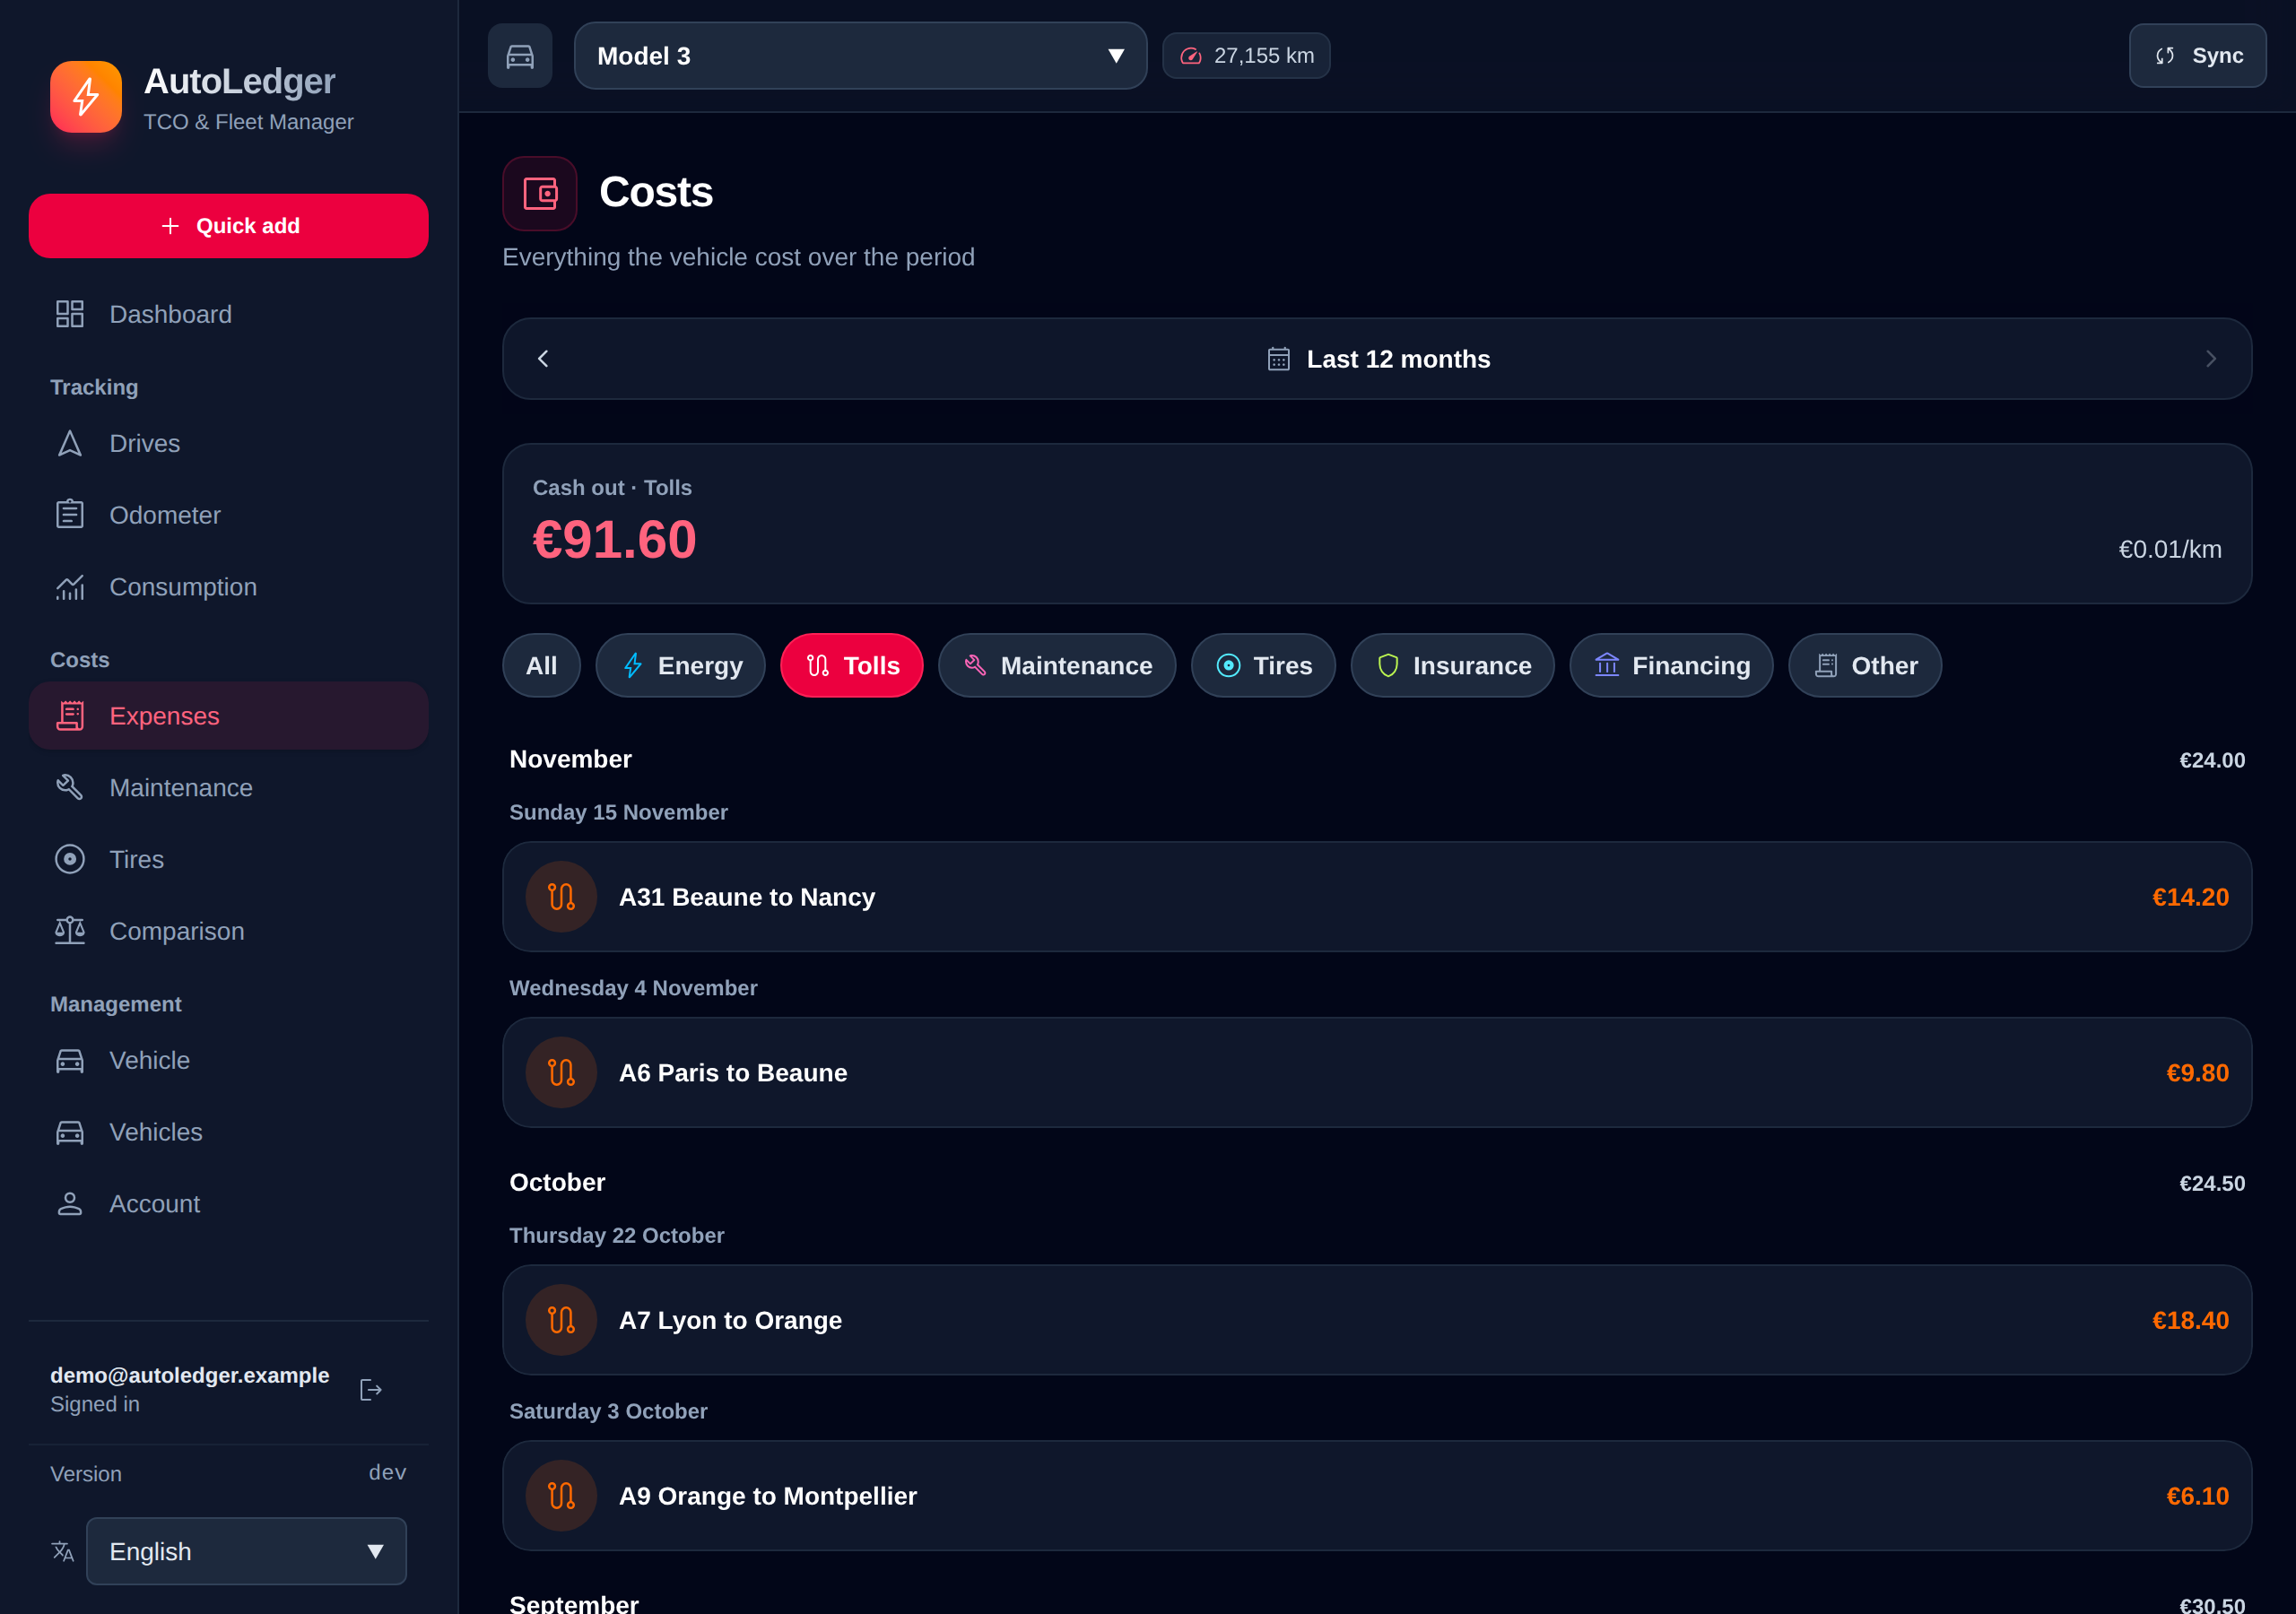 AutoLedger
TCO & Fleet Manager
Quick add
Dashboard
Tracking
Drives
Odometer
Consumption
Costs
Expenses
Maintenance
Tires
Comparison
Management
Vehicle
Vehicles
Account
demo@autoledger.example
Signed in
Version dev
English
Model 3
27,155 km
Sync
Costs
Everything the vehicle cost over the period
Last 12 months
Cash out · Tolls
€91.60
€0.01/km
All Energy Tolls Maintenance Tires Insurance Financing Other
November €24.00
Sunday 15 November
A31 Beaune to Nancy €14.20
Wednesday 4 November
A6 Paris to Beaune €9.80
October €24.50
Thursday 22 October
A7 Lyon to Orange €18.40
Saturday 3 October
A9 Orange to Montpellier €6.10
September €30.50